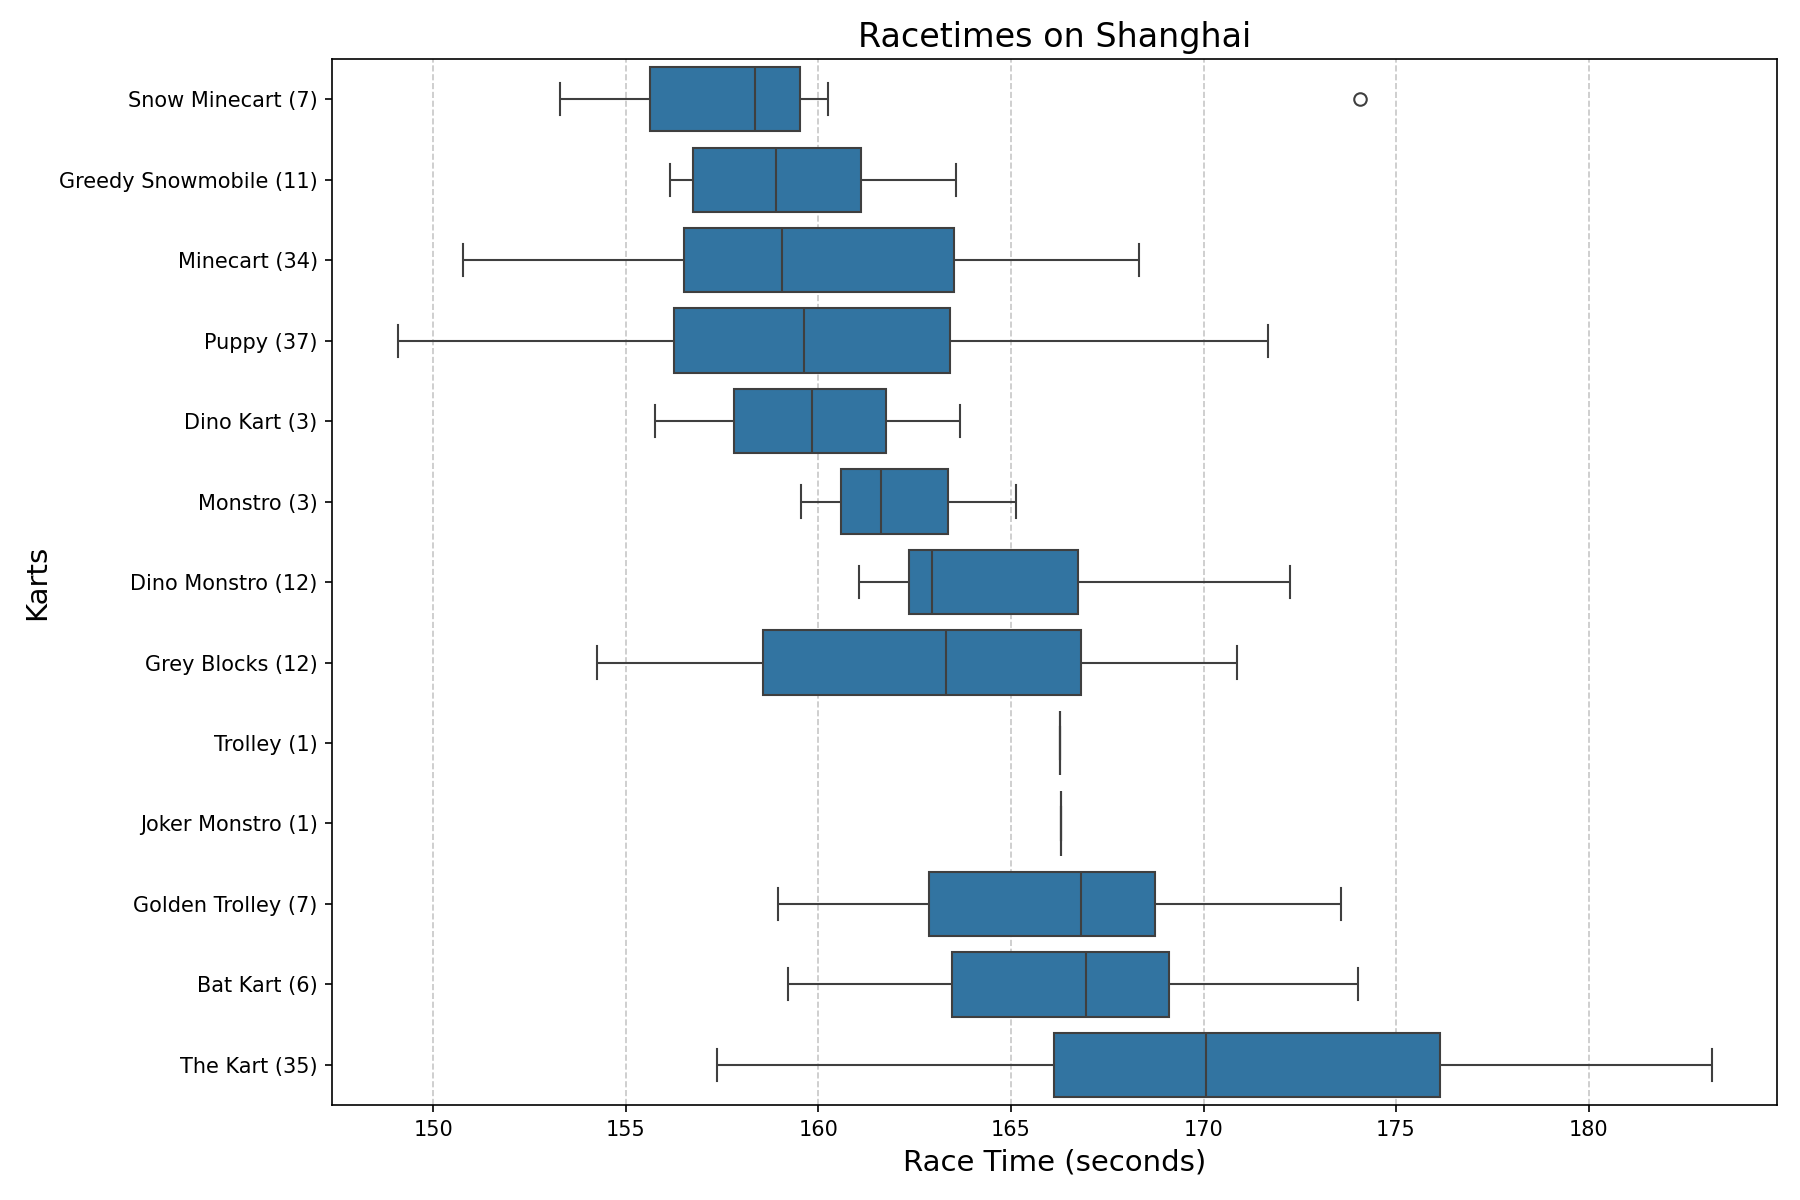 Racetimes on Shanghai
Karts
Snow Minecart (7)
Greedy Snowmobile (11)
Minecart (34)
Puppy (37)
Dino Kart (3)
Monstro (3)
Dino Monstro (12)
Grey Blocks (12)
Trolley (1)
Joker Monstro (1)
Golden Trolley (7)
Bat Kart (6)
The Kart (35)
150 155 160 165 170 175 180
Race Time (seconds)